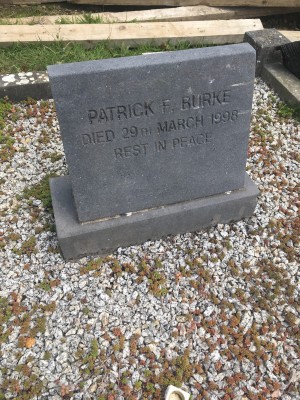 PATRICK F. BURKE
DIED 29TH MARCH 1998
REST IN PEACE